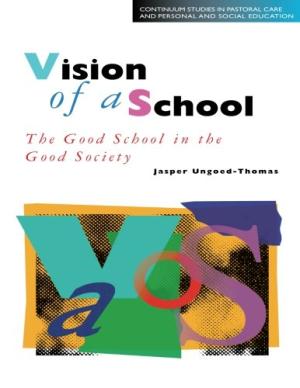 CONTINUUM STUDIES IN PASTORAL CARE
AND PERSONAL AND SOCIAL EDUCATION
Vision
of a School
The Good School in the
Good Society
Jasper Ungoed-Thomas
V
a o S